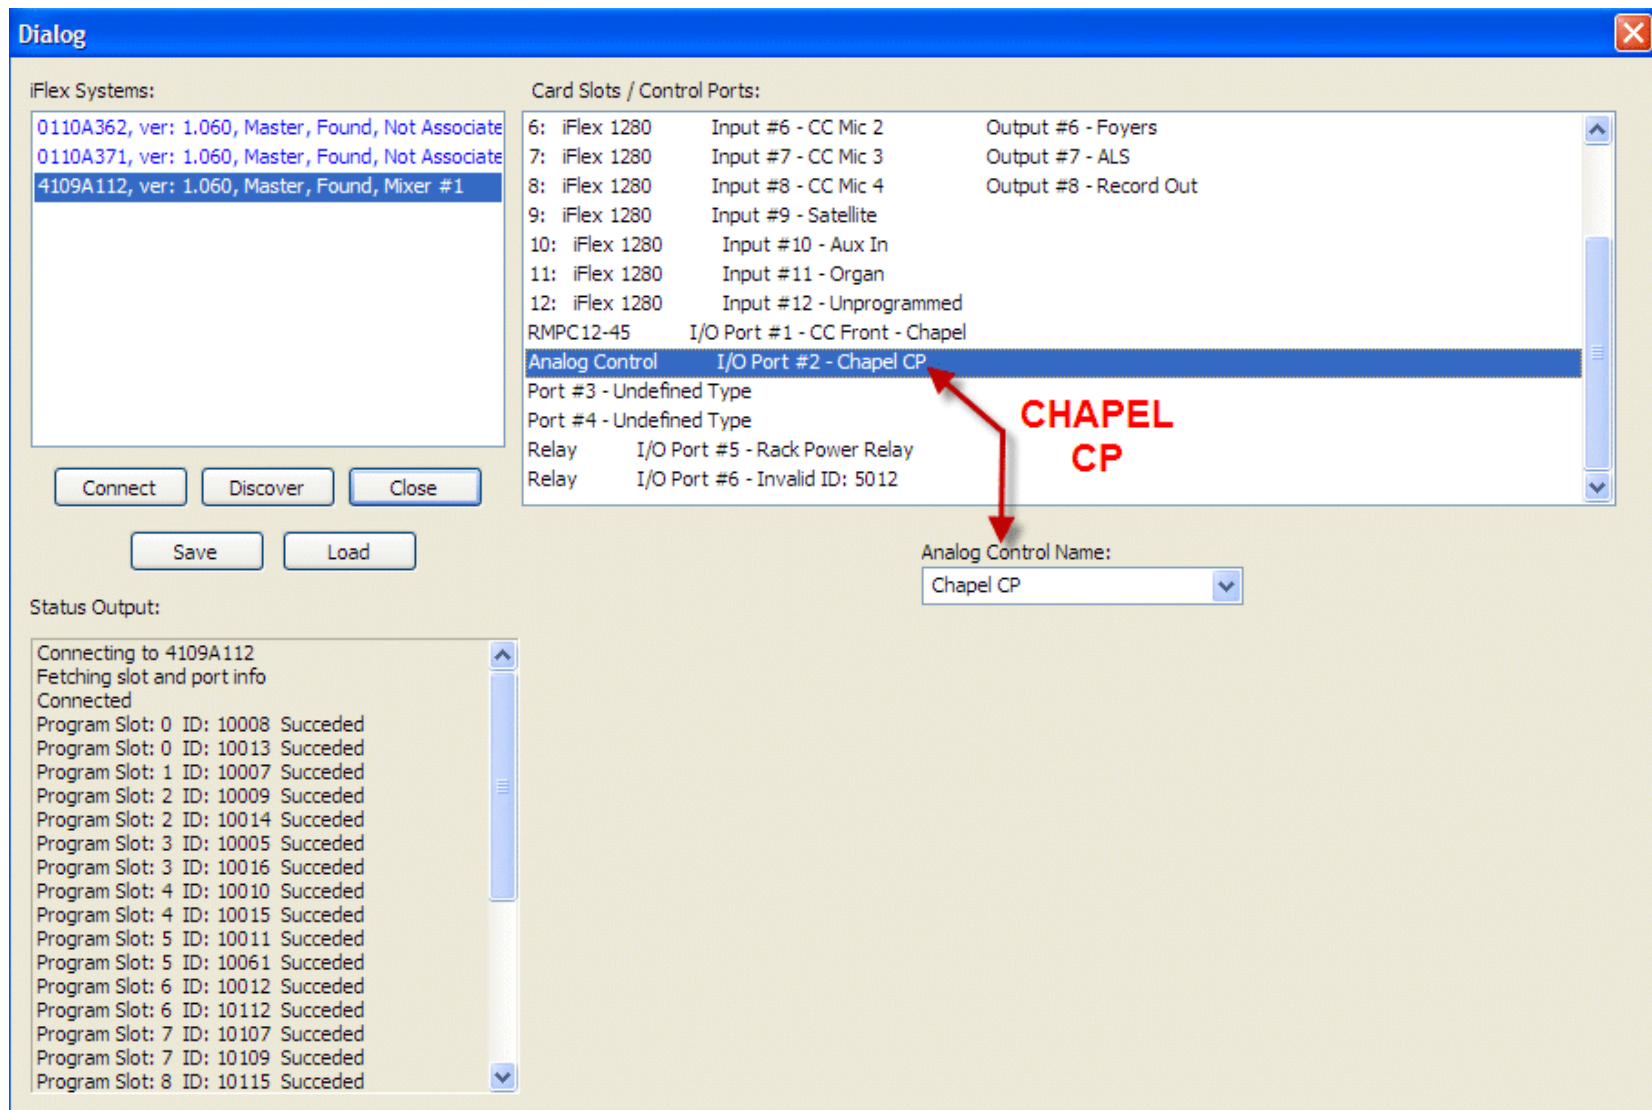 Dialog
iFlex Systems:
0110A362, ver: 1.060, Master, Found, Not Associate
0110A371, ver: 1.060, Master, Found, Not Associate
4109A112, ver: 1.060, Master, Found, Mixer #1
Connect Discover Close
Save Load
Card Slots / Control Ports:
6: iFlex 1280 Input #6 - CC Mic 2 Output #6 - Foyers
7: iFlex 1280 Input #7 - CC Mic 3 Output #7 - ALS
8: iFlex 1280 Input #8 - CC Mic 4 Output #8 - Record Out
9: iFlex 1280 Input #9 - Satellite
10: iFlex 1280 Input #10 - Aux In
11: iFlex 1280 Input #11 - Organ
12: iFlex 1280 Input #12 - Unprogrammed
RMPC12-45 I/O Port #1 - CC Front - Chapel
Analog Control I/O Port #2 - Chapel CP
Port #3 - Undefined Type
Port #4 - Undefined Type
Relay I/O Port #5 - Rack Power Relay
Relay I/O Port #6 - Invalid ID: 5012
CHAPEL
CP
Analog Control Name:
Chapel CP
Status Output:
Connecting to 4109A112
Fetching slot and port info
Connected
Program Slot: 0 ID: 10008 Succeded
Program Slot: 0 ID: 10013 Succeded
Program Slot: 1 ID: 10007 Succeded
Program Slot: 2 ID: 10009 Succeded
Program Slot: 2 ID: 10014 Succeded
Program Slot: 3 ID: 10005 Succeded
Program Slot: 3 ID: 10016 Succeded
Program Slot: 4 ID: 10010 Succeded
Program Slot: 4 ID: 10015 Succeded
Program Slot: 5 ID: 10011 Succeded
Program Slot: 5 ID: 10061 Succeded
Program Slot: 6 ID: 10012 Succeded
Program Slot: 6 ID: 10112 Succeded
Program Slot: 7 ID: 10107 Succeded
Program Slot: 7 ID: 10109 Succeded
Program Slot: 8 ID: 10115 Succeded